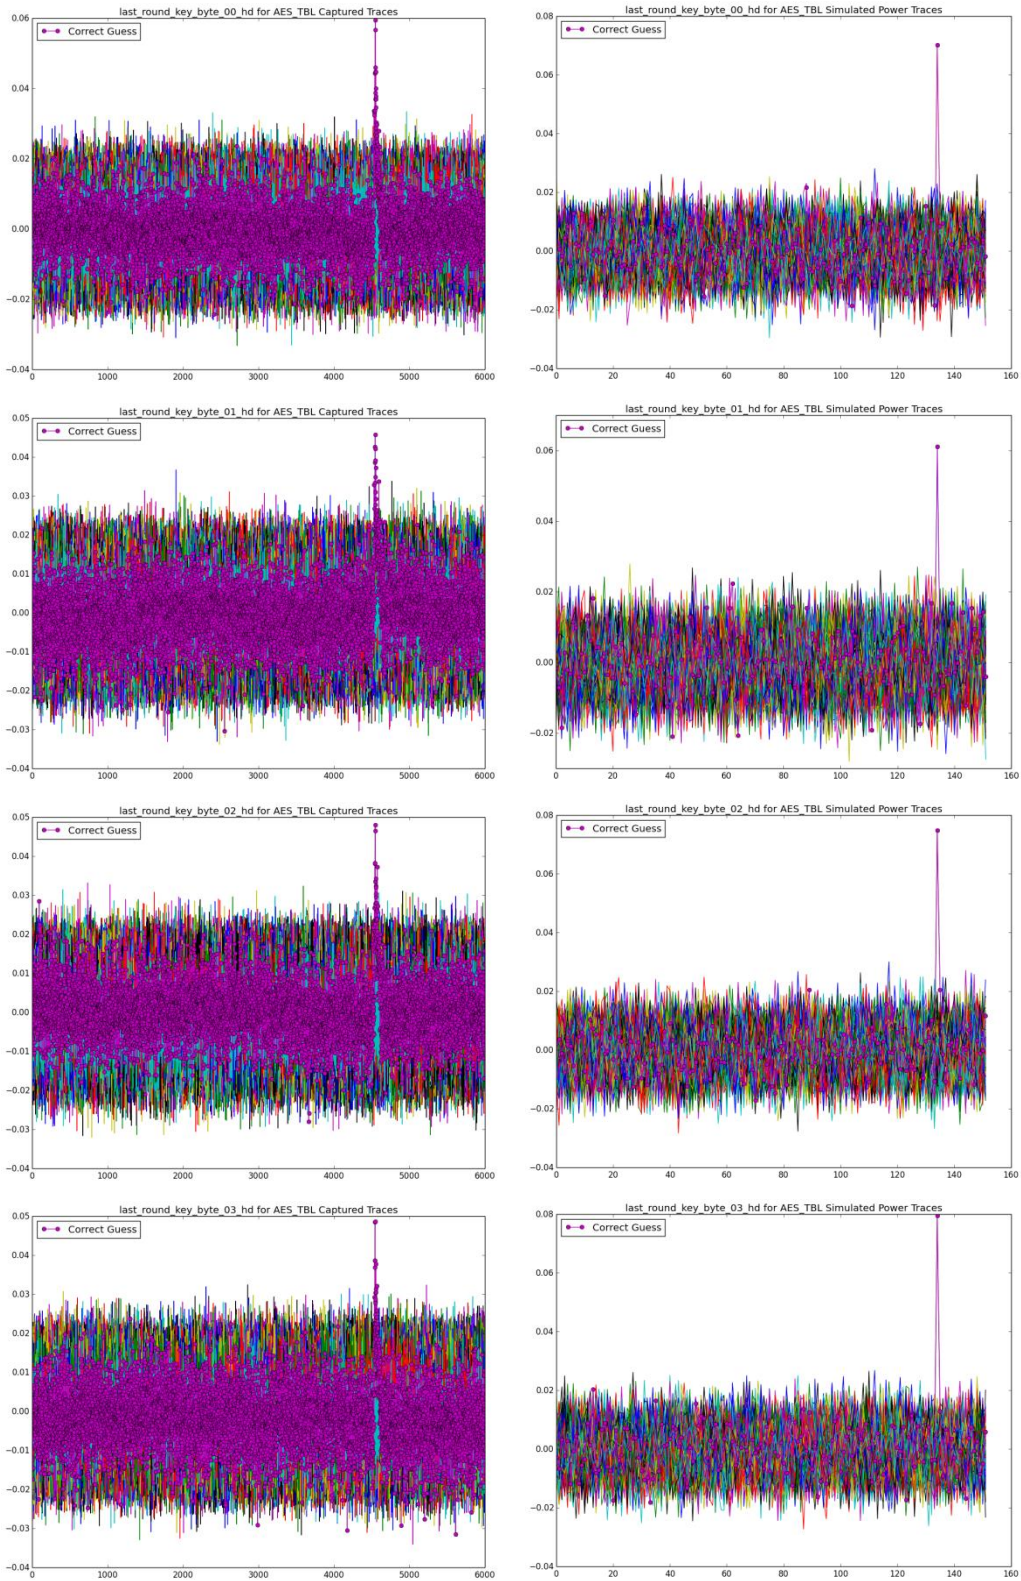 last_round_key_byte_00_hd for AES_TBL Captured Traces
Correct Guess
0.06
0.04
0.02
0.00
−0.02
−0.04
0 1000 2000 3000 4000 5000 6000
last_round_key_byte_00_hd for AES_TBL Simulated Power Traces
Correct Guess
0.08
0.06
0.04
0.02
0.00
−0.02
−0.04
0 20 40 60 80 100 120 140 160
last_round_key_byte_01_hd for AES_TBL Captured Traces
Correct Guess
0.05
0.04
0.03
0.02
0.01
0.00
−0.01
−0.02
−0.03
−0.04
0 1000 2000 3000 4000 5000 6000
last_round_key_byte_01_hd for AES_TBL Simulated Power Traces
Correct Guess
0.06
0.04
0.02
0.00
−0.02
0 20 40 60 80 100 120 140 160
last_round_key_byte_02_hd for AES_TBL Captured Traces
Correct Guess
0.05
0.04
0.03
0.02
0.01
0.00
−0.01
−0.02
−0.03
−0.04
0 1000 2000 3000 4000 5000 6000
last_round_key_byte_02_hd for AES_TBL Simulated Power Traces
Correct Guess
0.08
0.06
0.04
0.02
0.00
−0.02
−0.04
0 20 40 60 80 100 120 140 160
last_round_key_byte_03_hd for AES_TBL Captured Traces
Correct Guess
0.05
0.04
0.03
0.02
0.01
0.00
−0.01
−0.02
−0.03
−0.04
0 1000 2000 3000 4000 5000 6000
last_round_key_byte_03_hd for AES_TBL Simulated Power Traces
Correct Guess
0.08
0.06
0.04
0.02
0.00
−0.02
−0.04
0 20 40 60 80 100 120 140 160